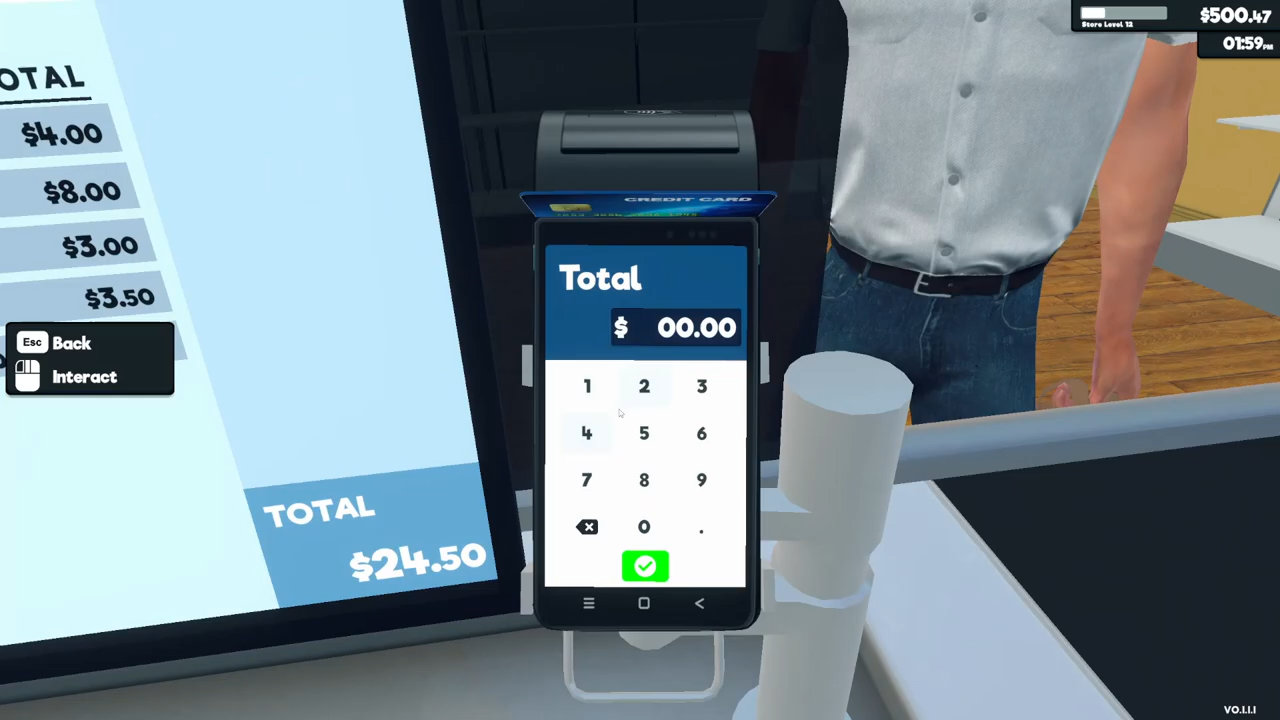 OTAL
$4.00
$8.00
$3.00
$3.50
Esc Back
Interact
TOTAL
$24.50
CREDIT CARD
Total
$ 00.00
1 2 3
4 5 6
7 8 9
0 .
Store Level 12
$500.47
01:59PM
V0.1.1.1